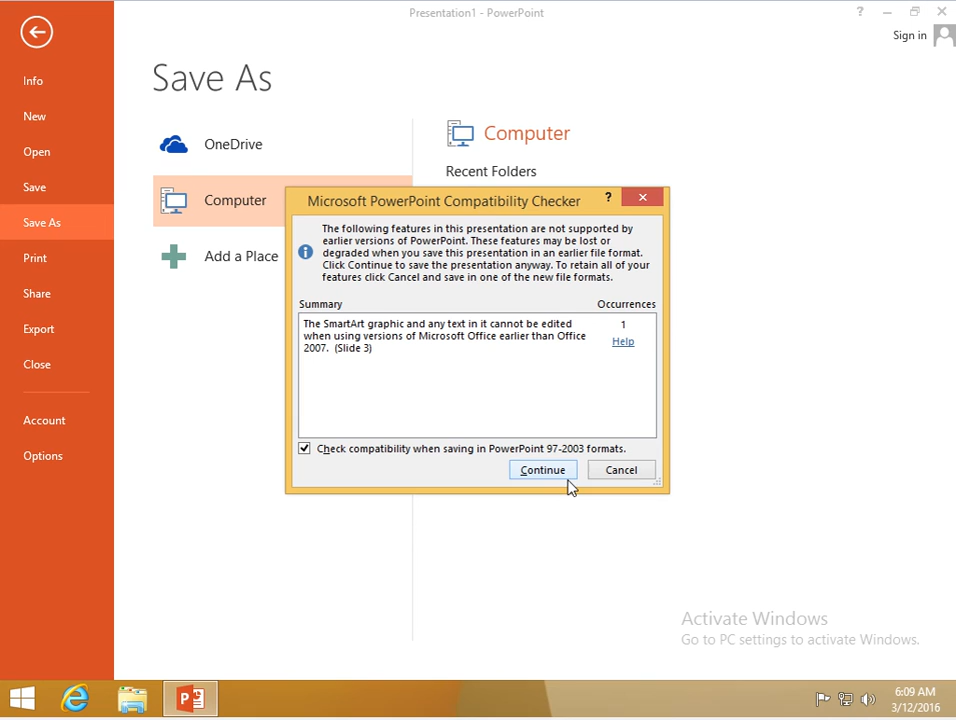 Presentation1 - PowerPoint
?
Sign in
Info
New
Open
Save
Save As
Print
Share
Export
Close
Account
Options
Save As
OneDrive
Computer
Add a Place
Computer
Recent Folders
Microsoft PowerPoint Compatibility Checker
?
The following features in this presentation are not supported by
earlier versions of PowerPoint. These features may be lost or
degraded when you save this presentation in an earlier file format.
Click Continue to save the presentation anyway. To retain all of your
features click Cancel and save in one of the new file formats.
Summary Occurrences
The SmartArt graphic and any text in it cannot be edited 1
when using versions of Microsoft Office earlier than Office Help
2007. (Slide 3)
Check compatibility when saving in PowerPoint 97-2003 formats.
Continue Cancel
Activate Windows
Go to PC settings to activate Windows.
6:09 AM
3/12/2016